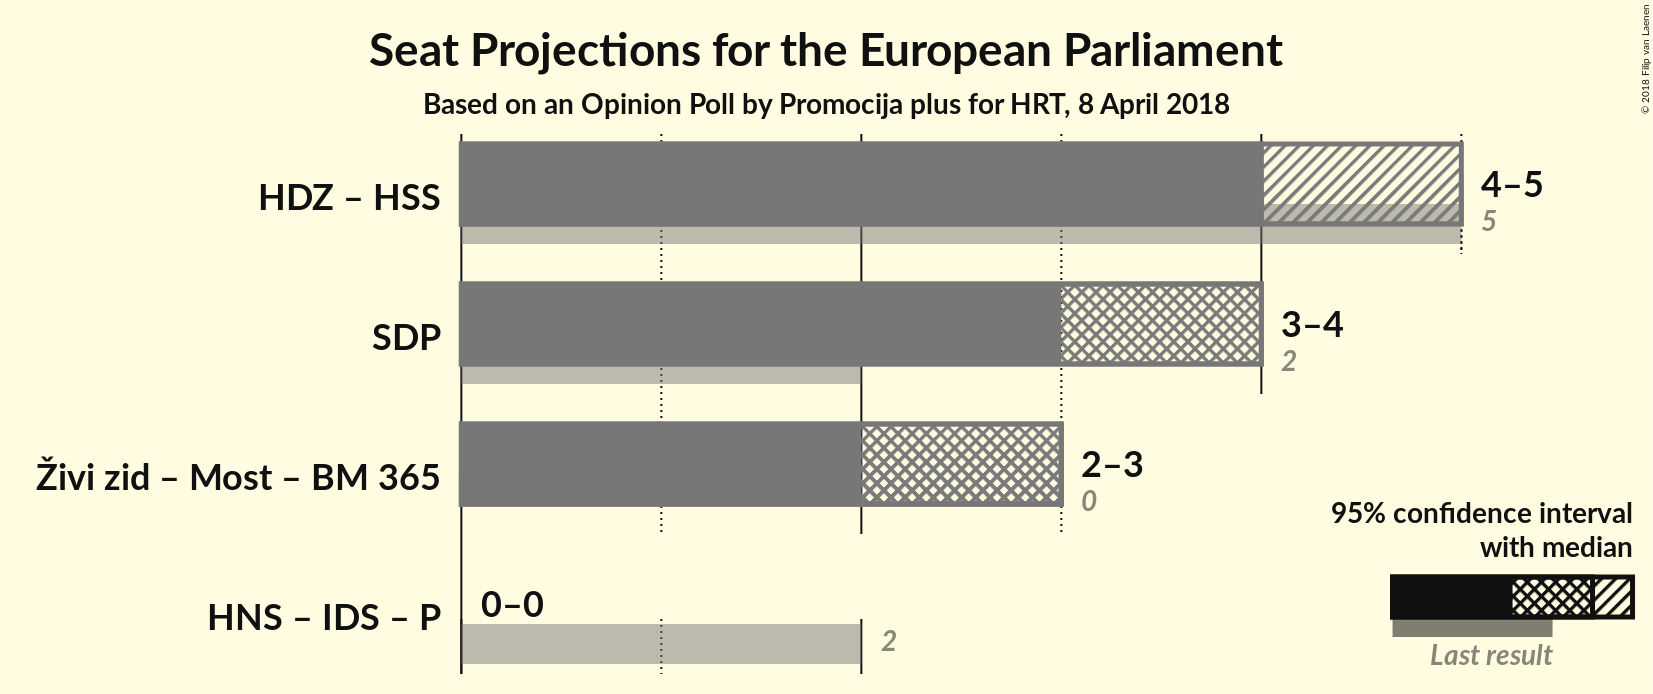 Seat Projections for the European Parliament
Based on an Opinion Poll by Promocija plus for HRT, 8 April 2018
© 2018 Filip van Laenen
HDZ – HSS
4–5
5
SDP
3–4
2
Živi zid – Most – BM 365
2–3
0
HNS – IDS – P
0–0
2
95% confidence interval
with median
Last result